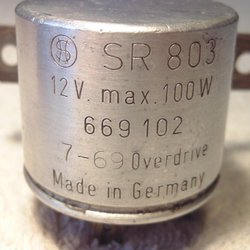 SR 803
12V. max. 100W
669 102
7-69 Overdrive
Made in Germany